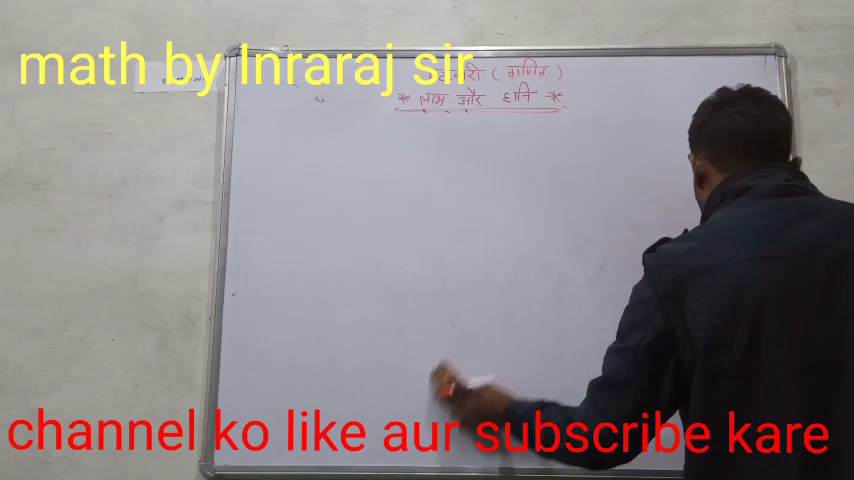 math by Inraraj sir
(गणित)
* लाभ और हानि *
channel ko like aur subscribe kare